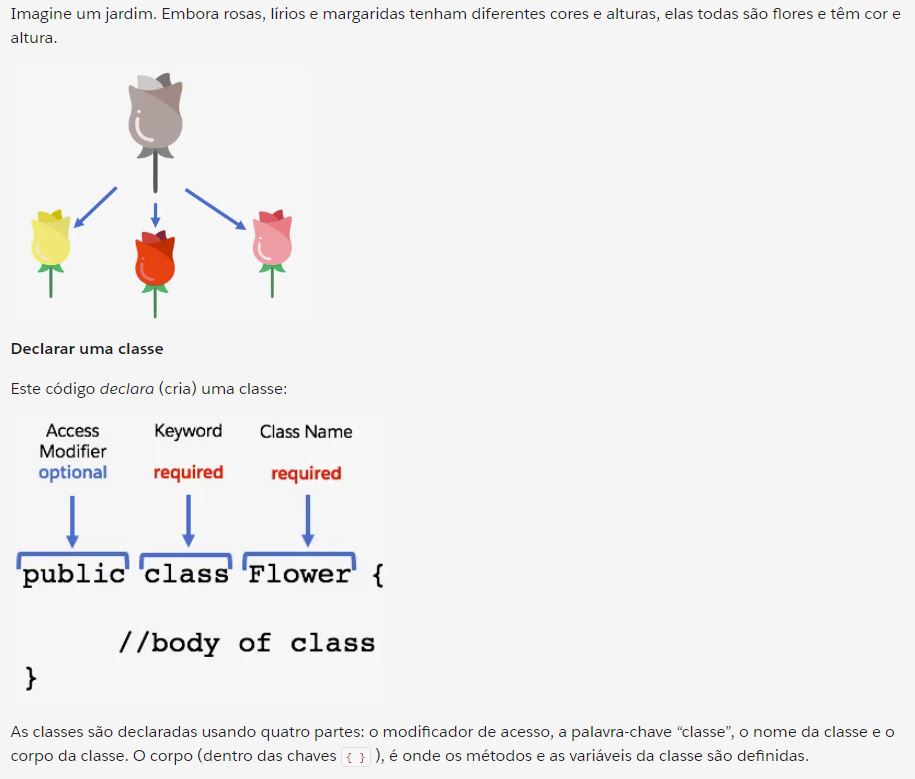 Imagine um jardim. Embora rosas, lírios e margaridas tenham diferentes cores e alturas, elas todas são flores e têm cor e
altura.
Declarar uma classe
Este código declara (cria) uma classe:
Access Modifier optional
Keyword required
Class Name required
public class Flower {
//body of class
}
As classes são declaradas usando quatro partes: o modificador de acesso, a palavra-chave “classe”, o nome da classe e o
corpo da classe. O corpo (dentro das chaves { } ), é onde os métodos e as variáveis da classe são definidas.